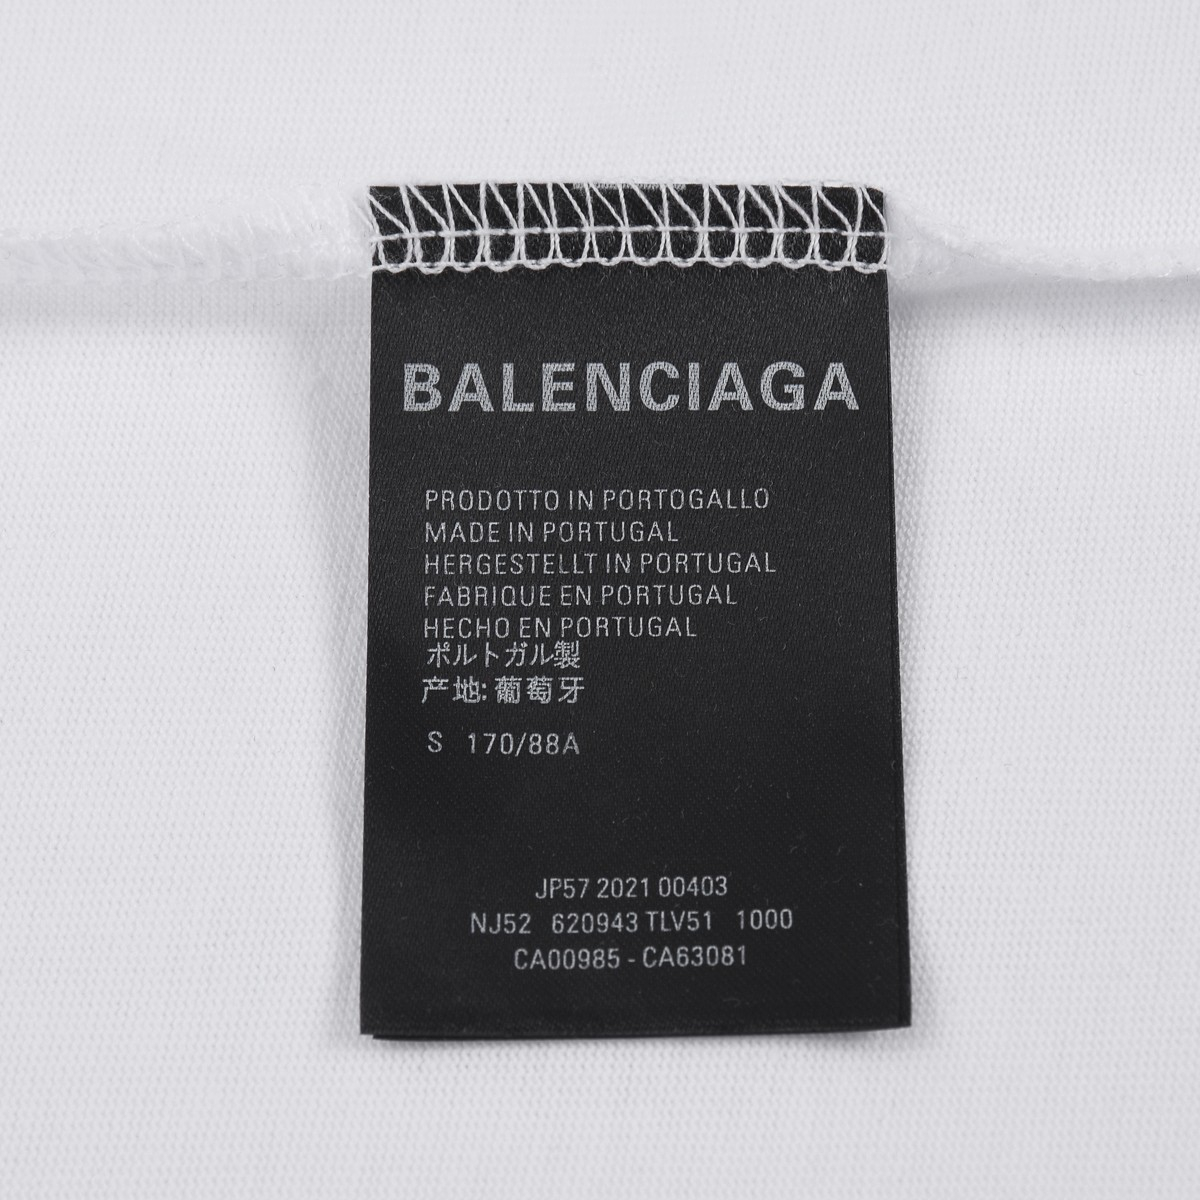 BALENCIAGA
PRODOTTO IN PORTOGALLO
MADE IN PORTUGAL
HERGESTELLT IN PORTUGAL
FABRIQUE EN PORTUGAL
HECHO EN PORTUGAL
ポルトガル製
产地: 葡萄牙
S 170/88A
JP57 2021 00403
NJ52 620943 TLV51 1000
CA00985 - CA63081